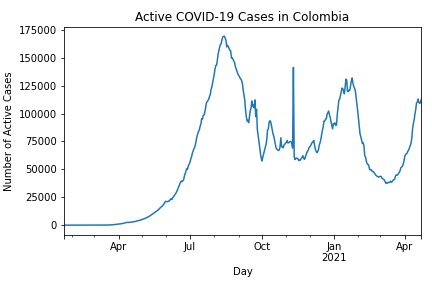 Active COVID-19 Cases in Colombia
Number of Active Cases
175000
150000
125000
100000
75000
50000
25000
0
Apr Jul Oct Jan Apr
2021
Day